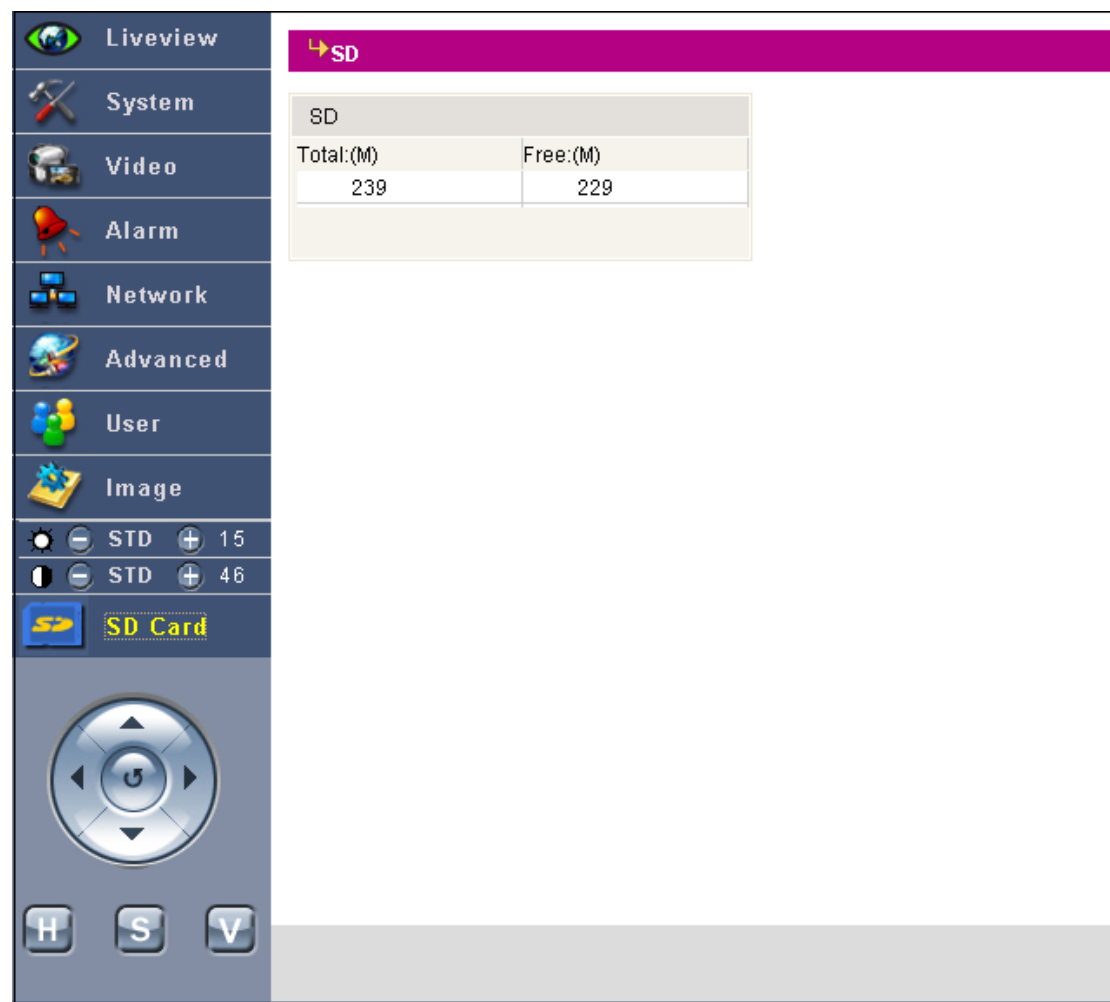 Liveview
System
Video
Alarm
Network
Advanced
User
Image
STD 15
STD 46
SD SD Card
H S V
SD
SD
Total:(M) Free:(M)
239 229